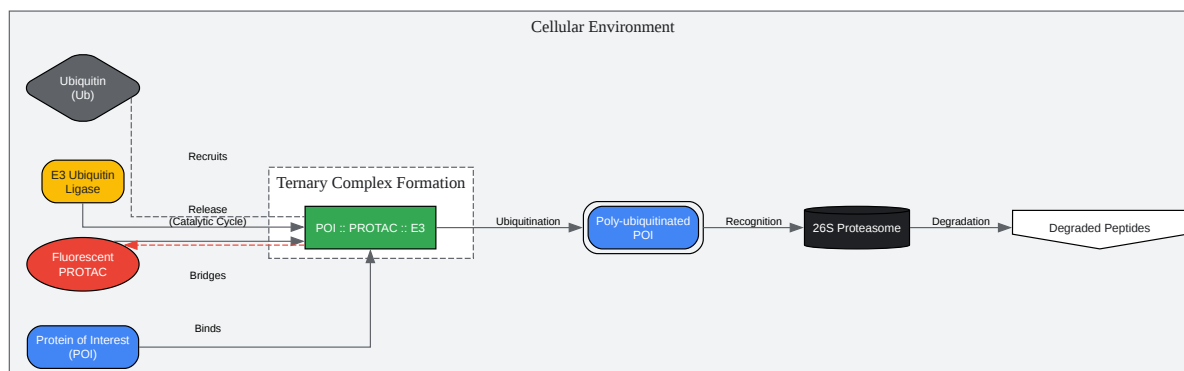 Cellular Environment
Ubiquitin
(Ub)
Recruits
E3 Ubiquitin
Ligase
Ternary Complex Formation
Release
(Catalytic Cycle)
POI :: PROTAC :: E3
Ubiquitination
Poly-ubiquitinated
POI
Recognition
26S Proteasome
Degradation
Degraded Peptides
Fluorescent
PROTAC
Bridges
Binds
Protein of Interest
(POI)